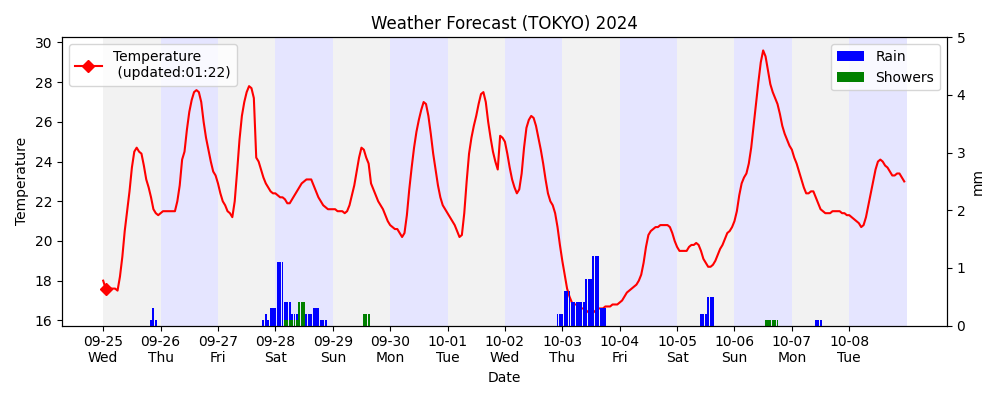 Weather Forecast (TOKYO) 2024
Temperature
(updated:01:22)
Rain
Showers
Temperature
30
28
26
24
22
20
18
16
5
4
3
2
1
0
mm
09-25 09-26 09-27 09-28 09-29 09-30 10-01 10-02 10-03 10-04 10-05 10-06 10-07 10-08
Wed Thu Fri Sat Sun Mon Tue Wed Thu Fri Sat Sun Mon Tue
Date